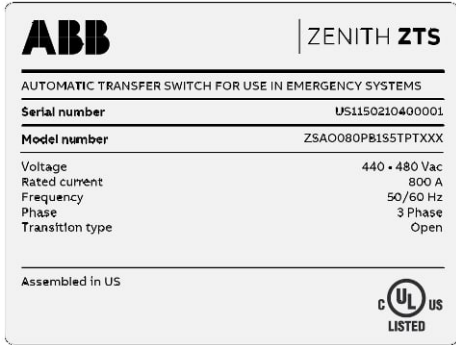 ABB
ZENITH ZTS
AUTOMATIC TRANSFER SWITCH FOR USE IN EMERGENCY SYSTEMS
Serial number US1150210400001
Model number ZSAO080PB1S5TPTXXX
Voltage 440 - 480 Vac
Rated current 800 A
Frequency 50/60 Hz
Phase 3 Phase
Transition type Open
Assembled in US
C UL US
LISTED